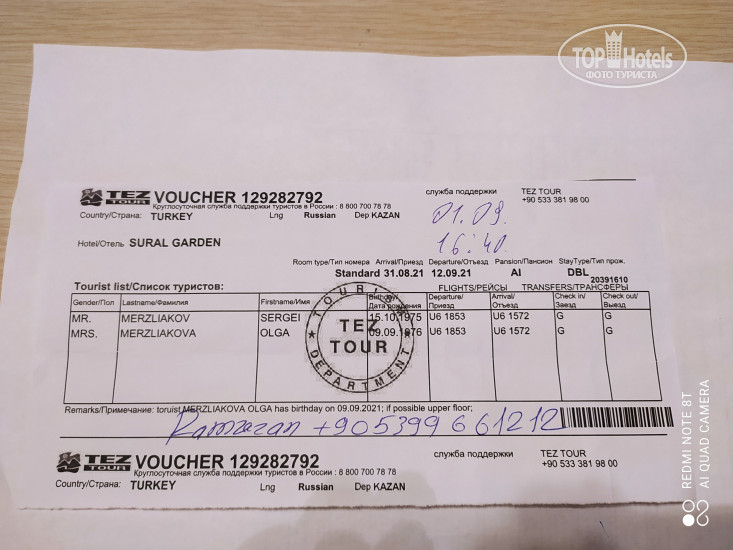 TOP Hotels
ФОТО ТУРИСТА
TEZ TOUR VOUCHER 129282792 служба поддержки TEZ TOUR
Круглосуточная служба поддержки туристов в России : 8 800 700 78 78 +90 533 381 98 00
Country/Страна: TURKEY Lng Russian Dep KAZAN 01.09.
Hotel/Отель SURAL GARDEN 16:40
Room type/Тип номера Arrival/Приезд Departure/Отъезд Pansion/Пансион StayType/Тип прож.
Standard 31.08.21 12.09.21 AI DBL
20391610
Tourist list/Список туристов: FLIGHTS/РЕЙСЫ TRANSFERS/ТРАНСФЕРЫ
Gender/Пол Lastname/Фамилия Firstname/Имя Birthday/ Departure/ Arrival/ Check in/ Check out/
Дата рождения Приезд Отъезд Заезд Выезд
MR. MERZLIAKOV SERGEI 15.10.1975 U6 1853 U6 1572 G G
MRS. MERZLIAKOVA OLGA 09.09.1976 U6 1853 U6 1572 G G
TOURIST
TEZ
TOUR
DEPARTMENT
Remarks/Примечание: toruist MERZLIAKOVA OLGA has birthday on 09.09.2021; if possible upper floor;
Ramazan +905399661212
TEZ TOUR VOUCHER 129282792 служба поддержки TEZ TOUR
Круглосуточная служба поддержки туристов в России : 8 800 700 78 78 +90 533 381 98 00
Country/Страна: TURKEY Lng Russian Dep KAZAN
REDMI NOTE 8T
AI QUAD CAMERA